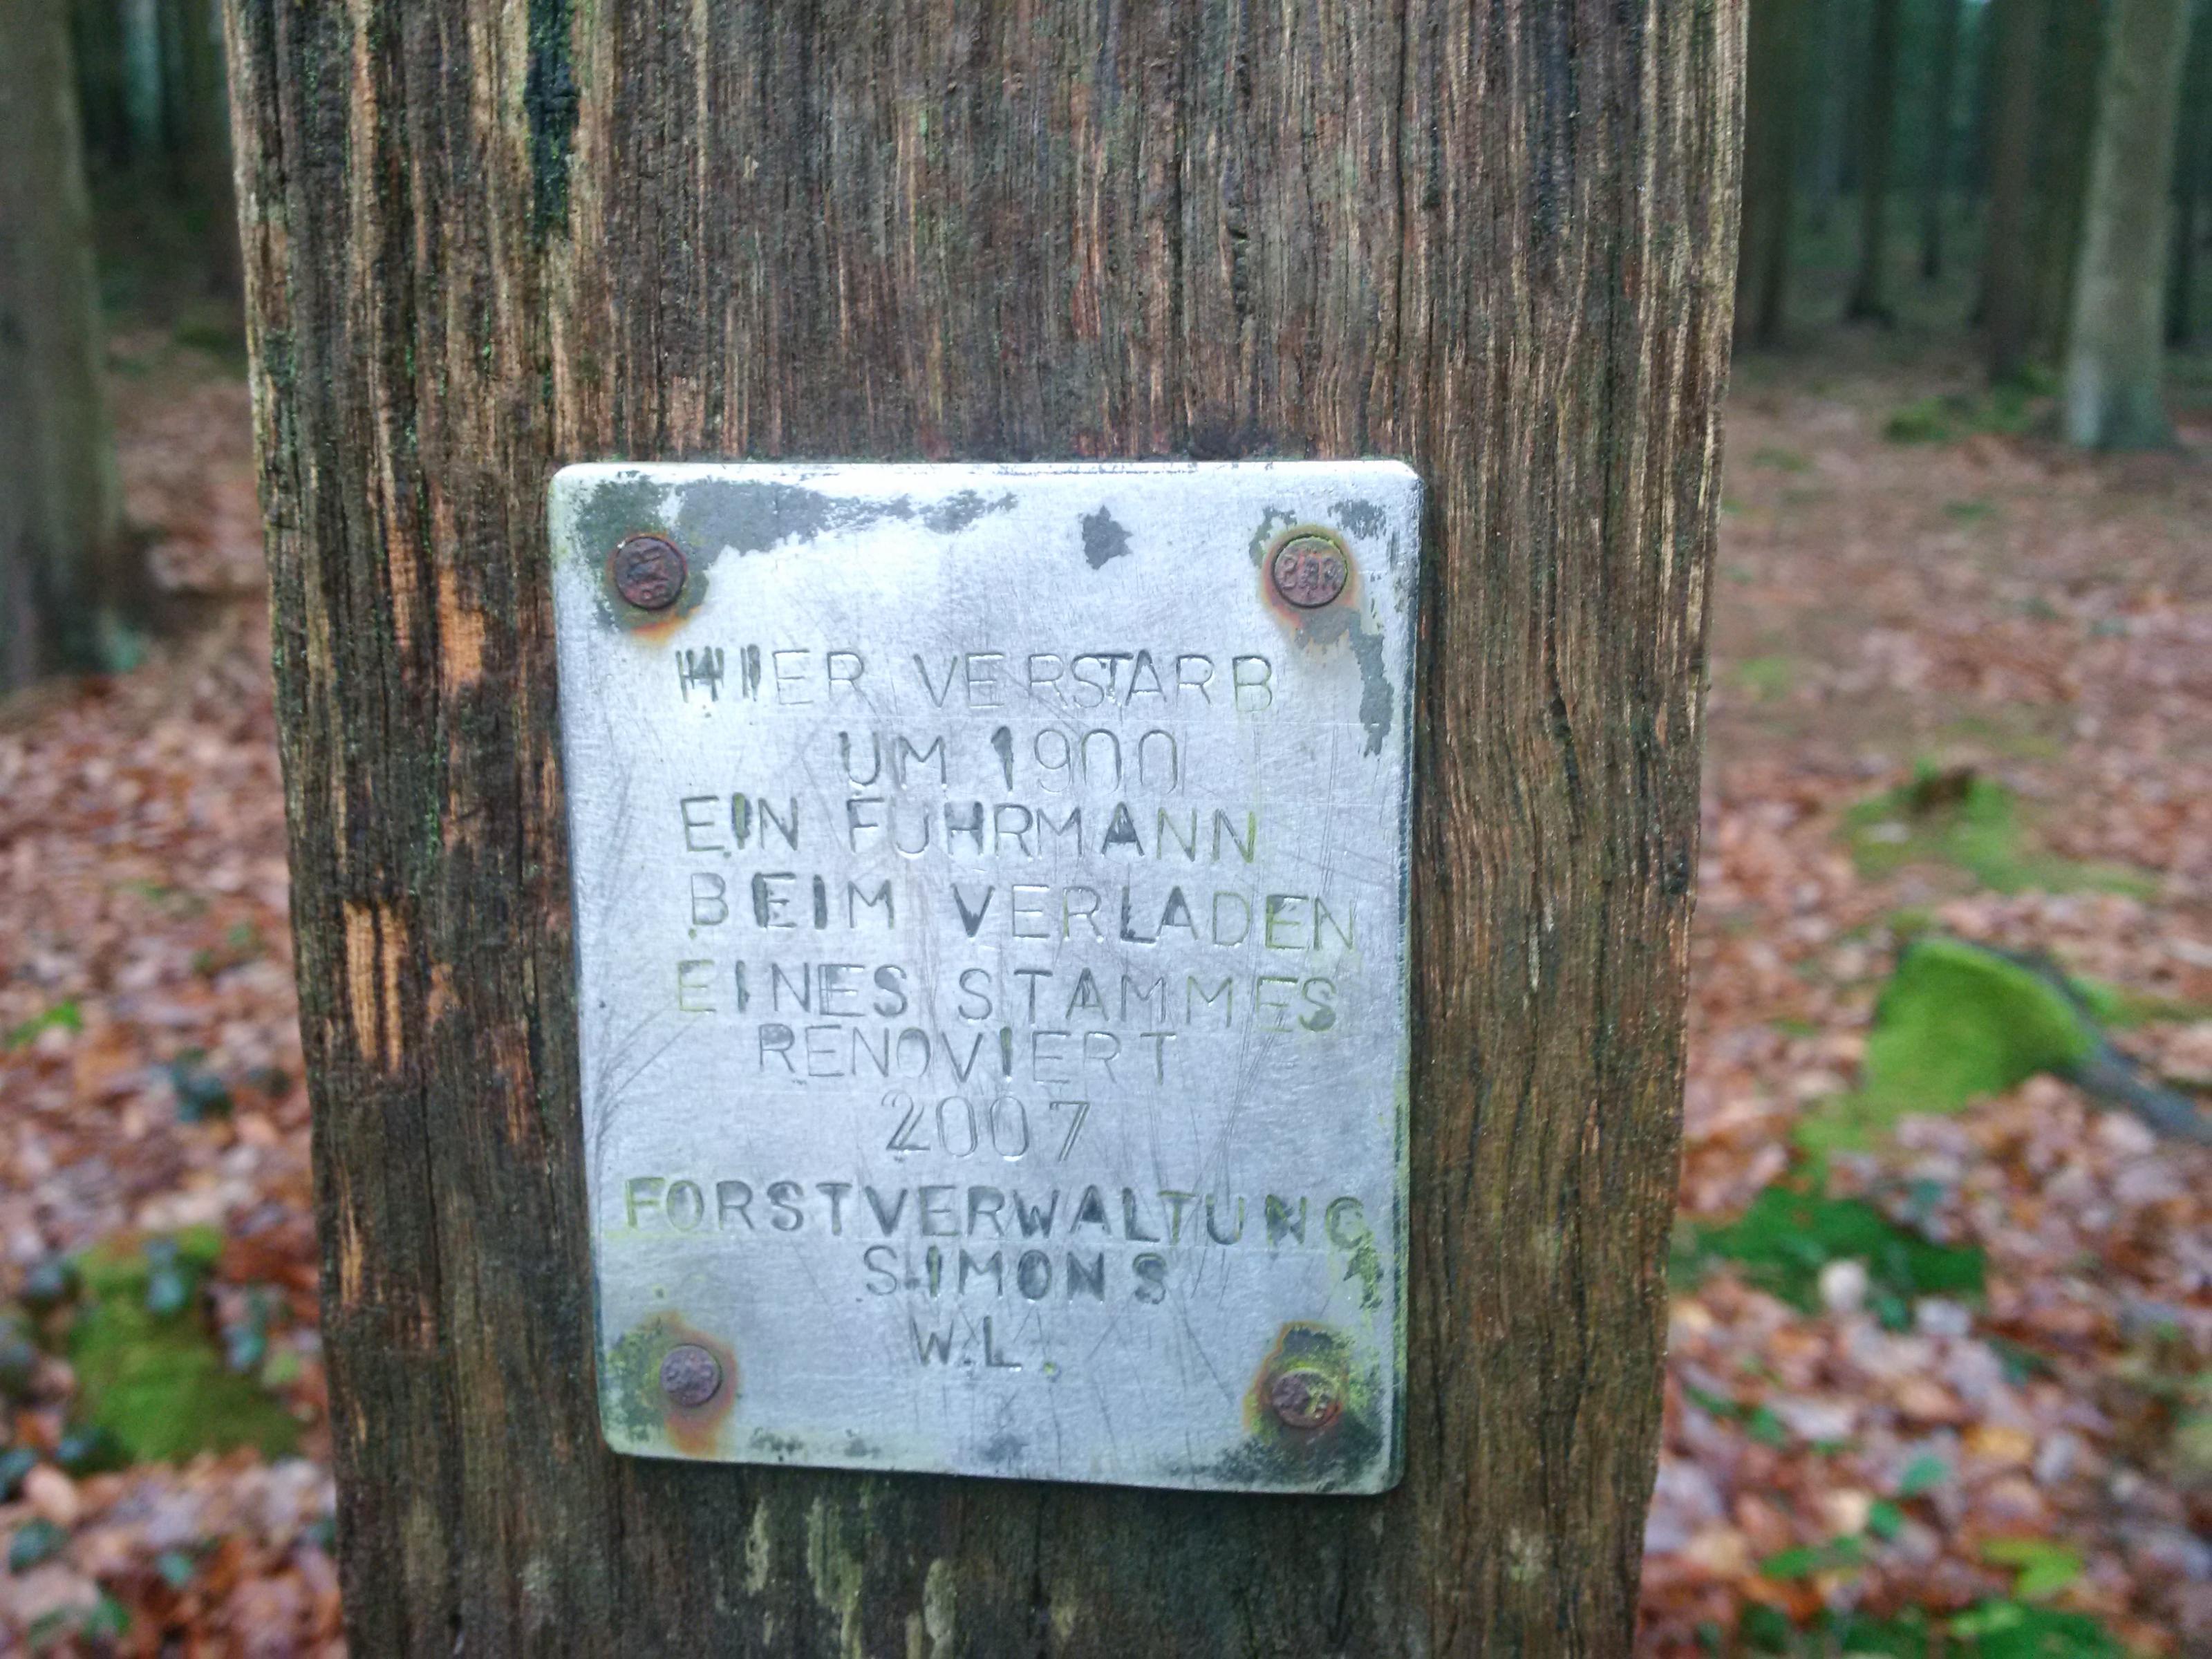 HIER VERSTARB
UM 1900
EIN FUHRMANN
BEIM VERLADEN
EINES STAMMES
RENOVIERT
2007
FORSTVERWALTUNG
SIMONS
W.L.